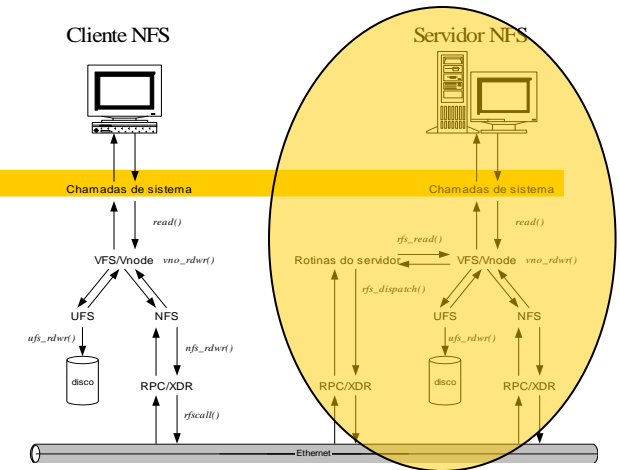 Cliente NFS
Servidor NFS
Chamadas de sistema
Chamadas de sistema
read()
read()
rfs_read()
VFS/Vnode vno_rdwr()
Rotinas do servidor
VFS/Vnode vno_rdwr()
rfs_dispatch()
UFS
NFS
UFS
NFS
ufs_rdwr()
nfs_rdwr()
ufs_rdwr()
disco
RPC/XDR
RPC/XDR
disco
RPC/XDR
rfscall()
Ethernet